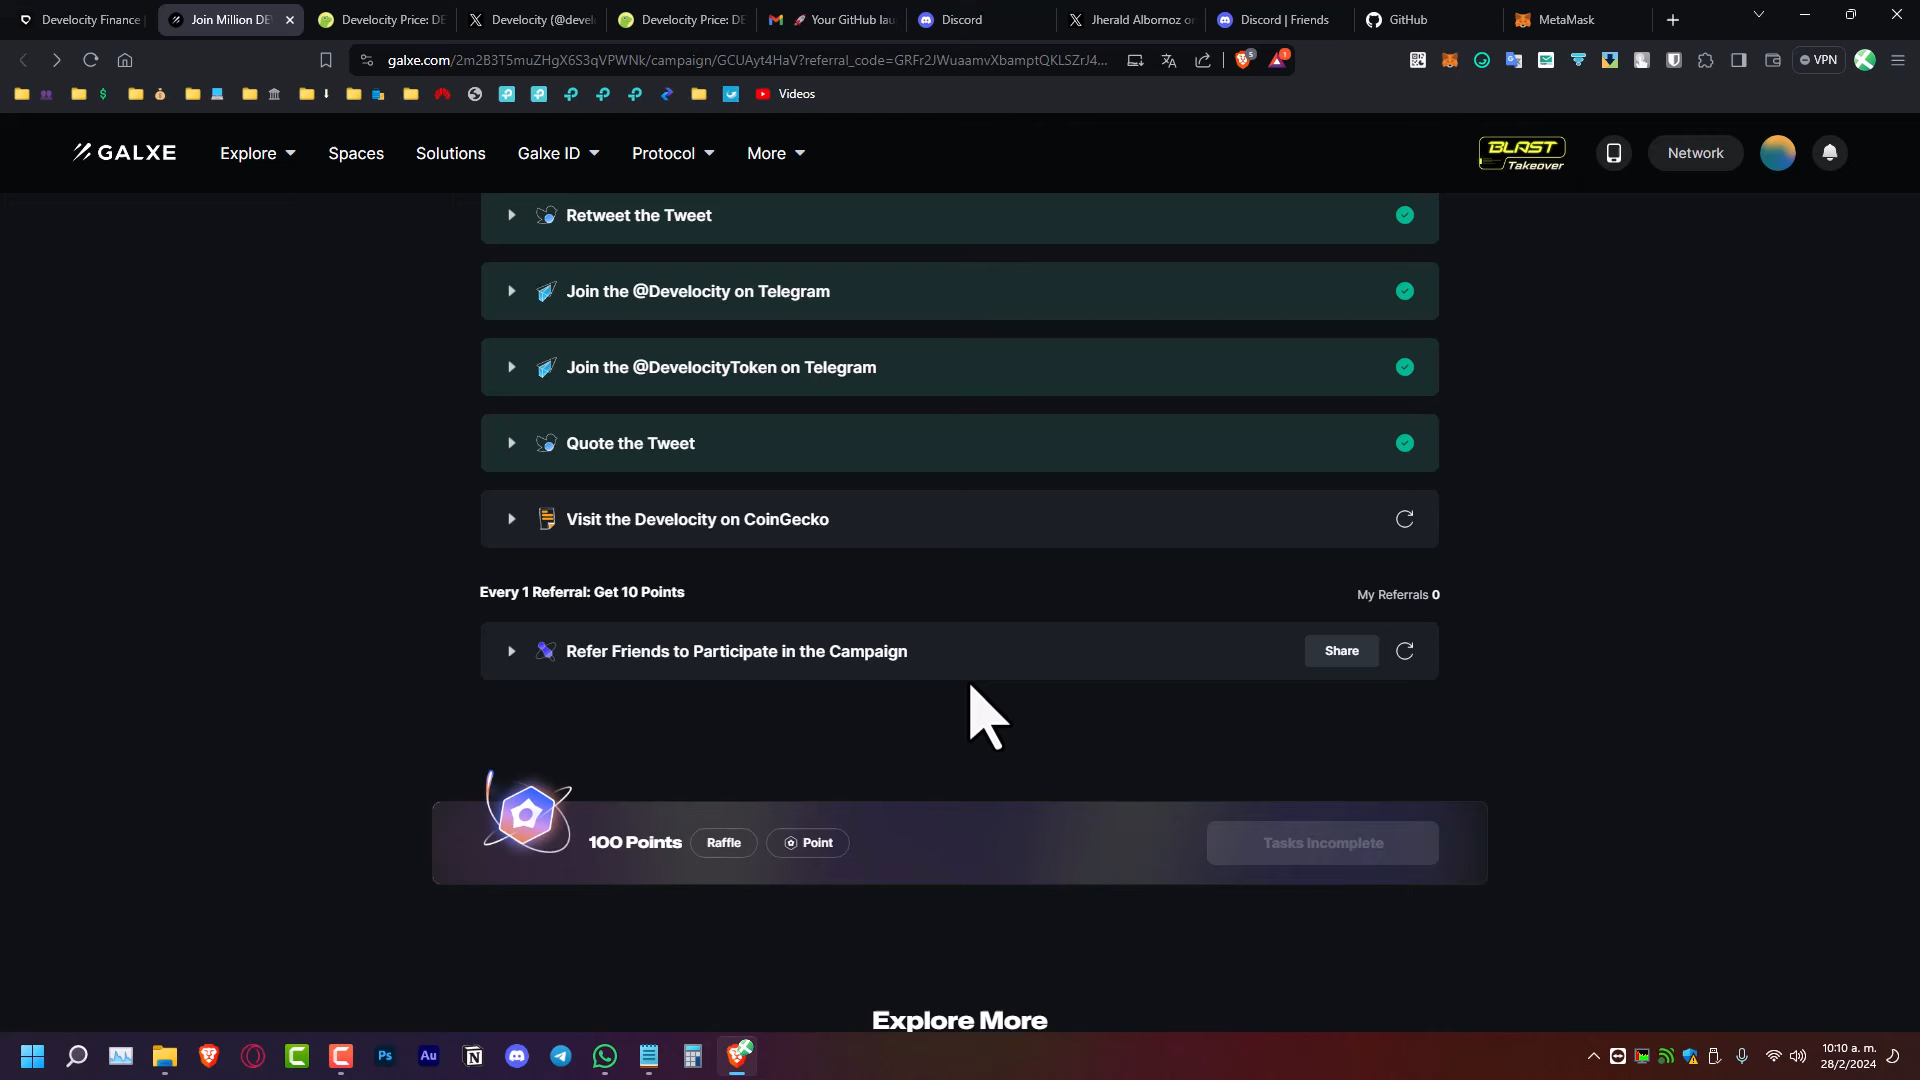 Develocity Finance
Join Million DE
Develocity Price: DE
Develocity (@devel
Develocity Price: DE
🚀 Your GitHub lau
Discord
Jherald Albornoz or
Discord | Friends
GitHub
MetaMask
galxe.com/2m2B3T5muZHgX6S3qVPWNk/campaign/GCUAyt4HaV?referral_code=GRFr2JWuaamvXbamptQKLSZrJ4...
5
1
VPN
Videos
GALXE
Explore
Spaces
Solutions
Galxe ID
Protocol
More
BLAST
Takeover
Network
Retweet the Tweet
Join the @Develocity on Telegram
Join the @DevelocityToken on Telegram
Quote the Tweet
Visit the Develocity on CoinGecko
Every 1 Referral: Get 10 Points
My Referrals 0
Refer Friends to Participate in the Campaign
Share
100 Points
Raffle
Point
Tasks Incomplete
Explore More
Ps
Au
10:10 a. m.
28/2/2024